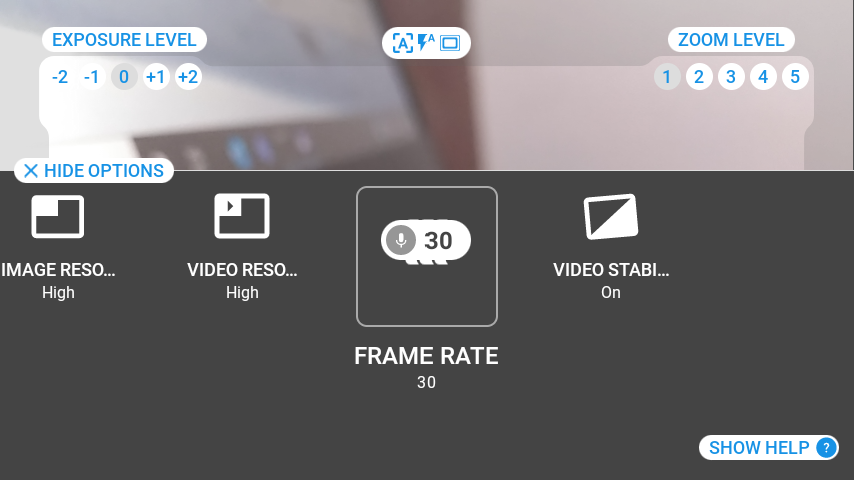 EXPOSURE LEVEL
A
A
ZOOM LEVEL
-2 -1 0 +1 +2
1 2 3 4 5
HIDE OPTIONS
30
IMAGE RESO...
High
VIDEO RESO...
High
VIDEO STABI...
On
FRAME RATE
30
SHOW HELP ?